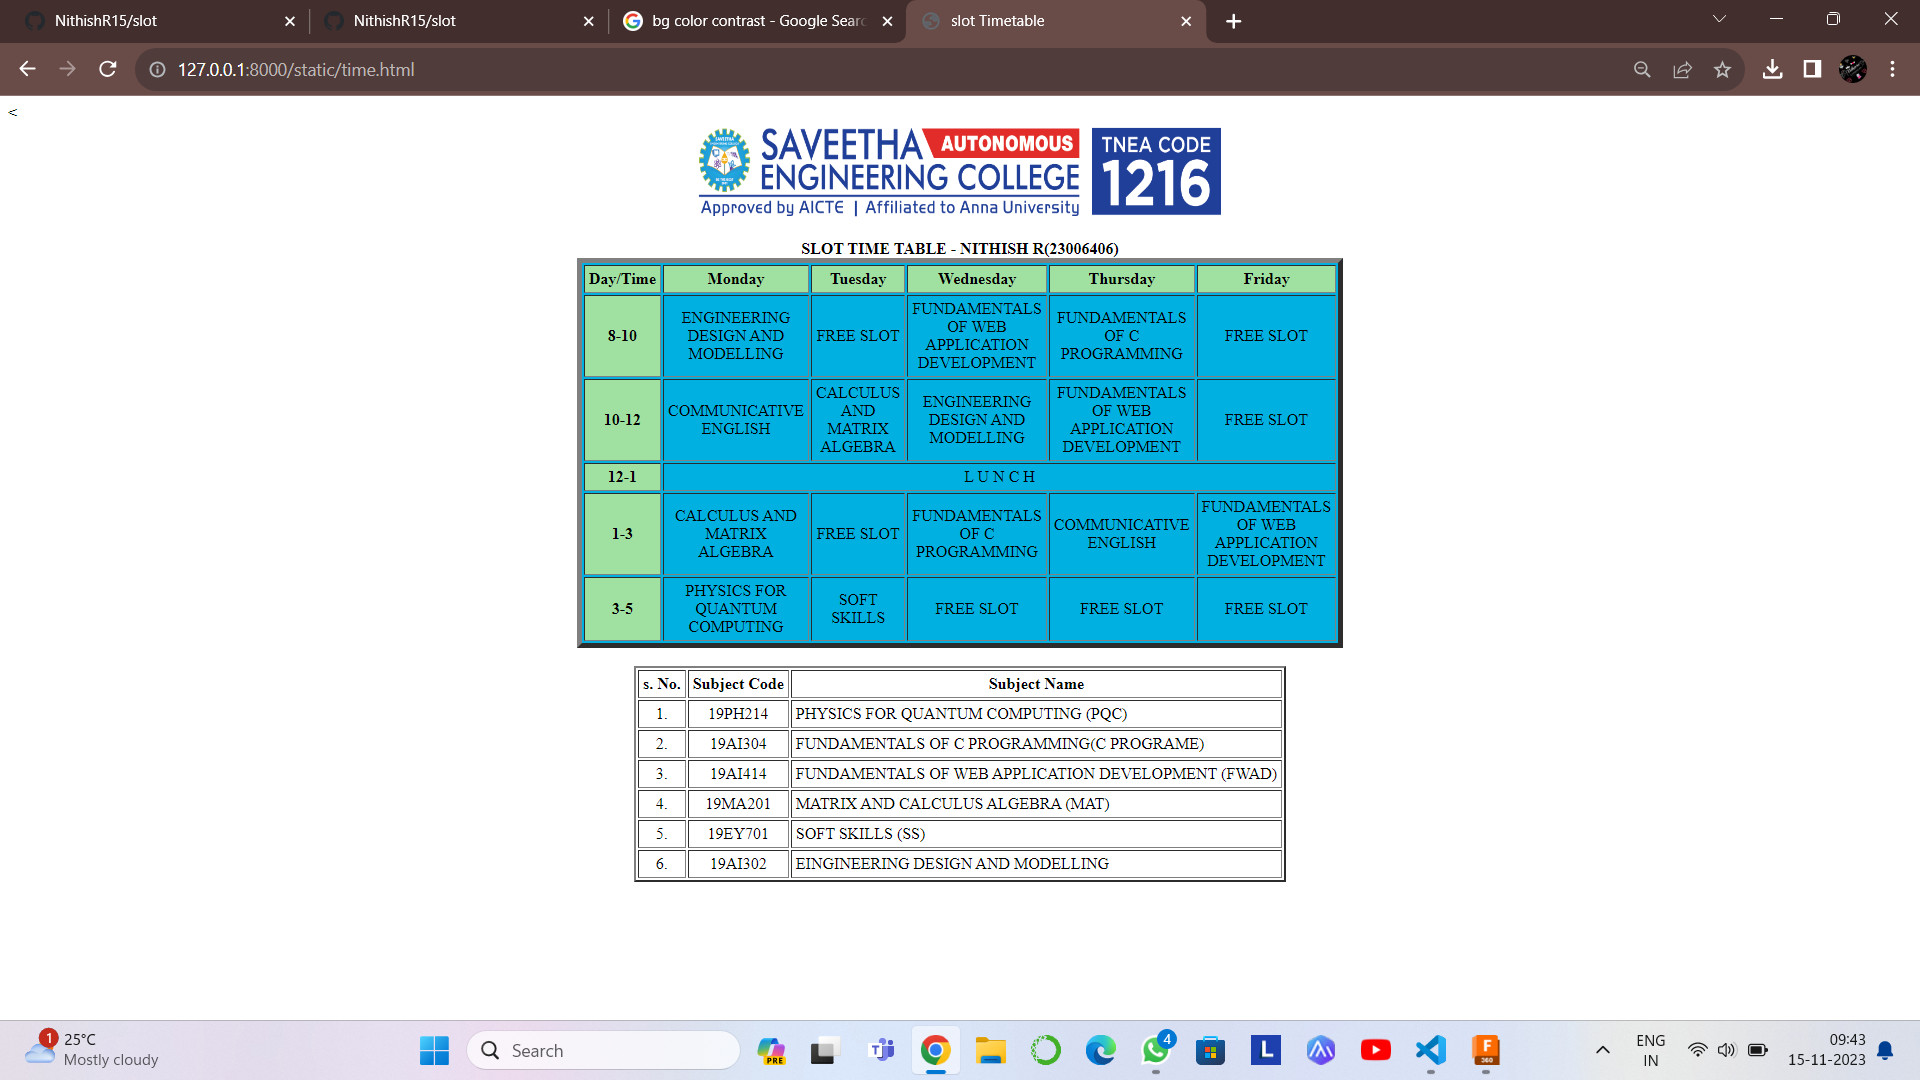 NithishR15/slot
NithishR15/slot
bg color contrast - Google Searc
slot Timetable
127.0.0.1:8000/static/time.html
<
SAVEETHA AUTONOMOUS
ENGINEERING COLLEGE
Approved by AICTE | Affiliated to Anna University
TNEA CODE
1216
SLOT TIME TABLE - NITHISH R(23006406)
Day/Time Monday Tuesday Wednesday Thursday Friday
8-10
ENGINEERING
DESIGN AND
MODELLING
FREE SLOT
FUNDAMENTALS
OF WEB
APPLICATION
DEVELOPMENT
FUNDAMENTALS
OF C
PROGRAMMING
FREE SLOT
10-12
COMMUNICATIVE
ENGLISH
CALCULUS
AND
MATRIX
ALGEBRA
ENGINEERING
DESIGN AND
MODELLING
FUNDAMENTALS
OF WEB
APPLICATION
DEVELOPMENT
FREE SLOT
12-1
L U N C H
1-3
CALCULUS AND
MATRIX
ALGEBRA
FREE SLOT
FUNDAMENTALS
OF C
PROGRAMMING
COMMUNICATIVE
ENGLISH
FUNDAMENTALS
OF WEB
APPLICATION
DEVELOPMENT
3-5
PHYSICS FOR
QUANTUM
COMPUTING
SOFT
SKILLS
FREE SLOT
FREE SLOT
FREE SLOT
s. No. Subject Code Subject Name
1. 19PH214 PHYSICS FOR QUANTUM COMPUTING (PQC)
2. 19AI304 FUNDAMENTALS OF C PROGRAMMING(C PROGRAME)
3. 19AI414 FUNDAMENTALS OF WEB APPLICATION DEVELOPMENT (FWAD)
4. 19MA201 MATRIX AND CALCULUS ALGEBRA (MAT)
5. 19EY701 SOFT SKILLS (SS)
6. 19AI302 EINGINEERING DESIGN AND MODELLING
1
25°C
Mostly cloudy
Search
PRE
4
L
F
360
ENG
IN
09:43
15-11-2023